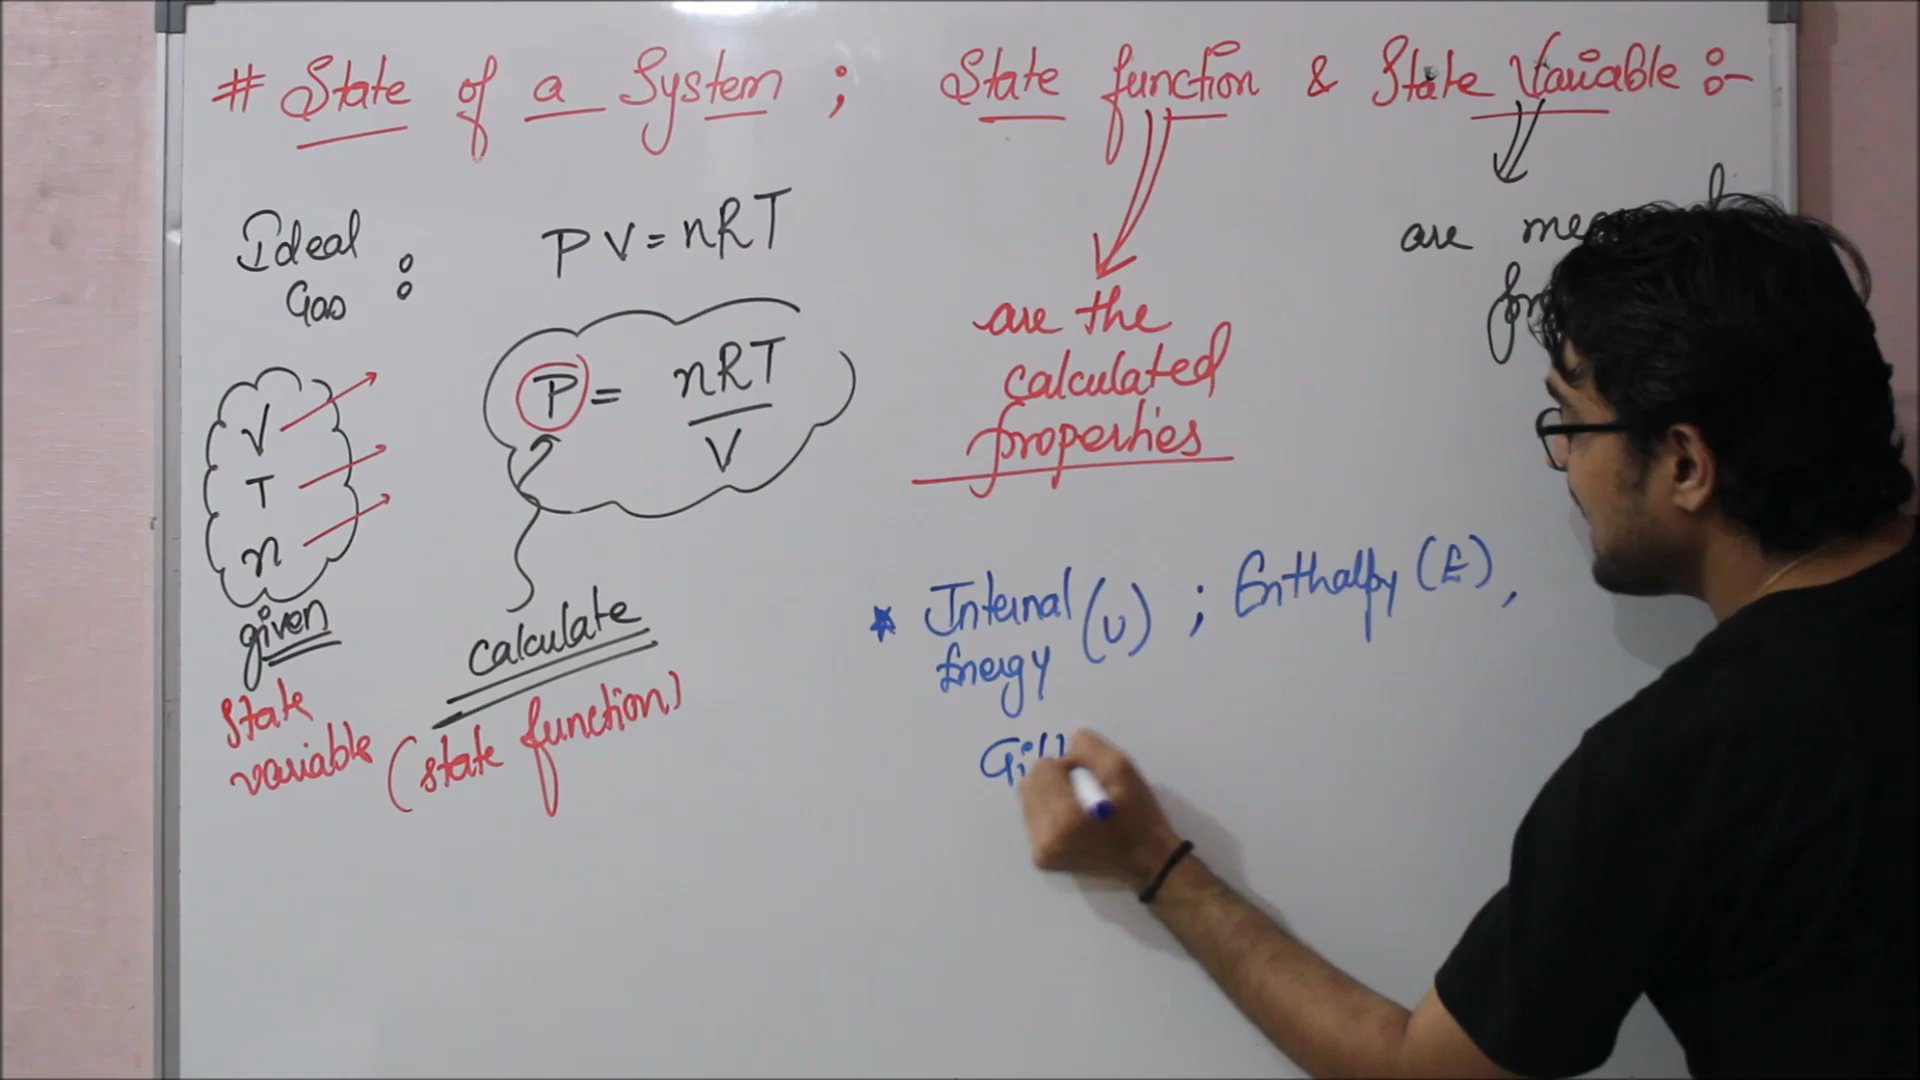 # State of a System ; State function & State Variable :-
Ideal
Gas :
PV = nRT
P = nRT
V
V
T
n
given
State
variable
calculate
(state function)
are the
calculated
properties
are
★ Internal
Energy (U) ; Enthalpy (E),